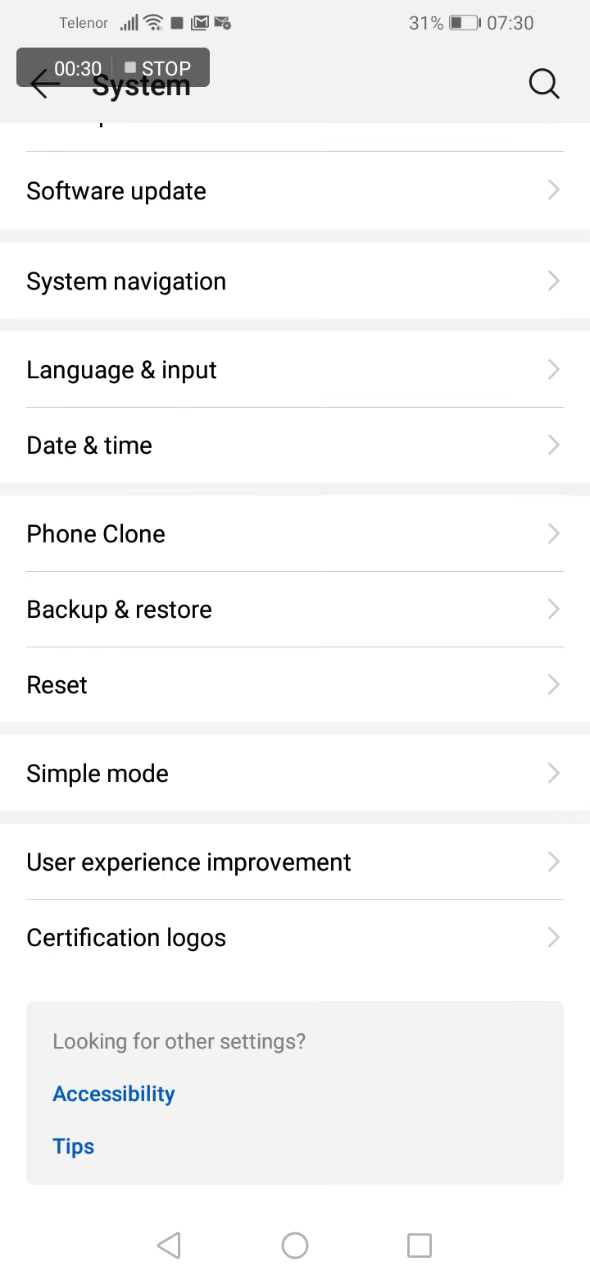 Telenor 31% 07:30
00:30 STOP
System
Software update
System navigation
Language & input
Date & time
Phone Clone
Backup & restore
Reset
Simple mode
User experience improvement
Certification logos
Looking for other settings?
Accessibility
Tips